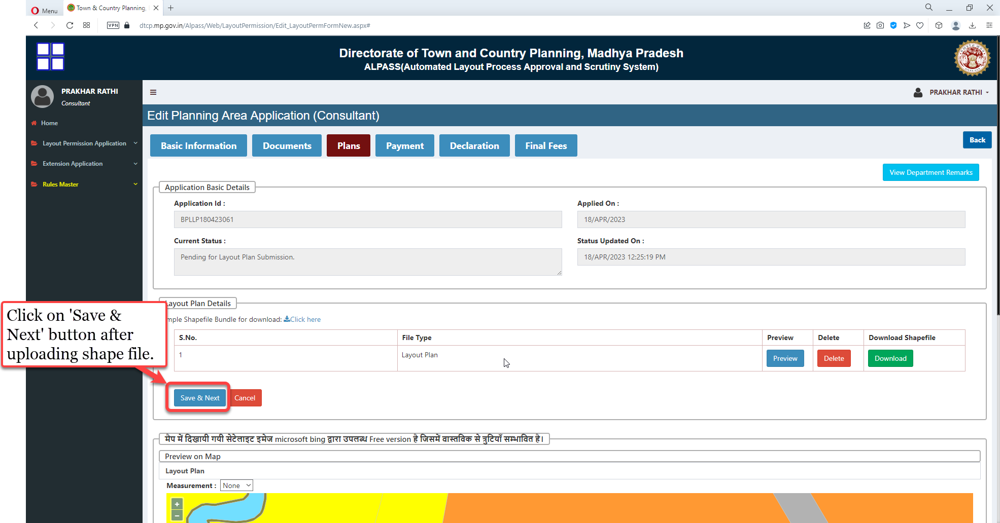 Menu
Town & Country Planning,
VPN
dtcp.mp.gov.in/Alpass/Web/LayoutPermission/Edit_LayoutPermFormNew.aspx#
Directorate of Town and Country Planning, Madhya Pradesh
ALPASS(Automated Layout Process Approval and Scrutiny System)
PRAKHAR RATHI
Consultant
PRAKHAR RATHI
Home
Layout Permission Application
Extension Application
Rules Master
Edit Planning Area Application (Consultant)
Basic Information Documents Plans Payment Declaration Final Fees
Back
View Department Remarks
Application Basic Details
Application Id : Applied On :
BPLLP180423061 18/APR/2023
Current Status : Status Updated On :
Pending for Layout Plan Submission. 18/APR/2023 12:25:19 PM
Layout Plan Details
Click on 'Save &
Next' button after
uploading shape file.
mple Shapefile Bundle for download: Click here
S.No. File Type Preview Delete Download Shapefile
1 Layout Plan Preview Delete Download
Save & Next Cancel
मैप में दिखायी गयी सेटेलाइट इमेज microsoft bing द्वारा उपलब्ध Free version है जिसमें वास्तविक से त्रुटियाँ सम्भावित है।
Preview on Map
Layout Plan
Measurement : None
+
−